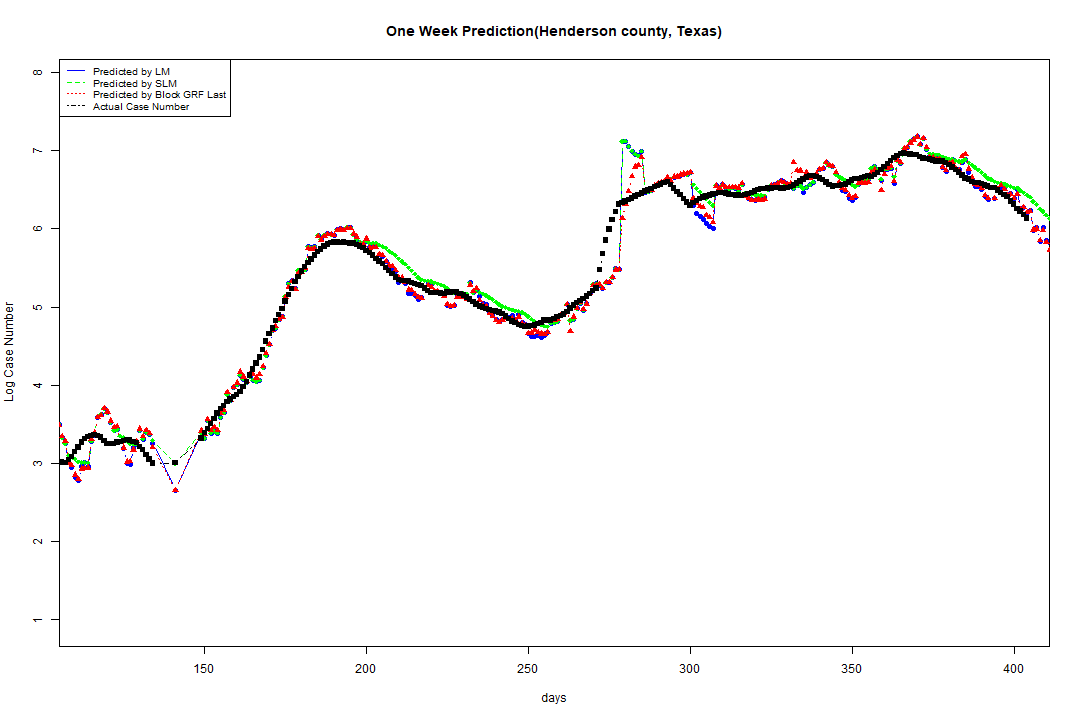 One Week Prediction(Henderson county, Texas)
Predicted by LM
Predicted by SLM
Predicted by Block GRF Last
Actual Case Number
Log Case Number
8
7
6
5
4
3
2
1
150 200 250 300 350 400
days